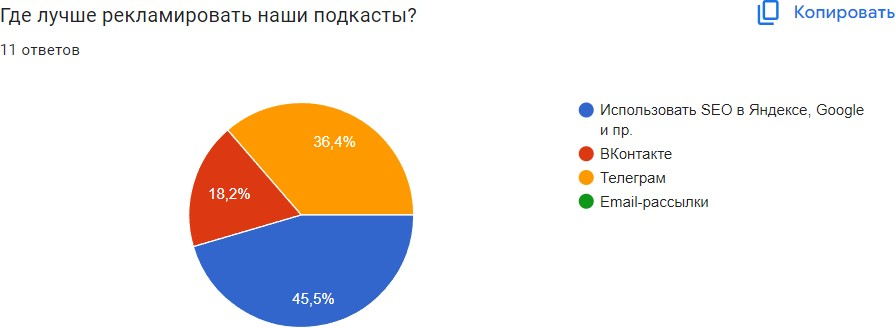 Где лучше рекламировать наши подкасты?
Копировать
11 ответов
36,4%
18,2%
45,5%
Использовать SEO в Яндексе, Google
и пр.
ВКонтакте
Телеграм
Email-рассылки